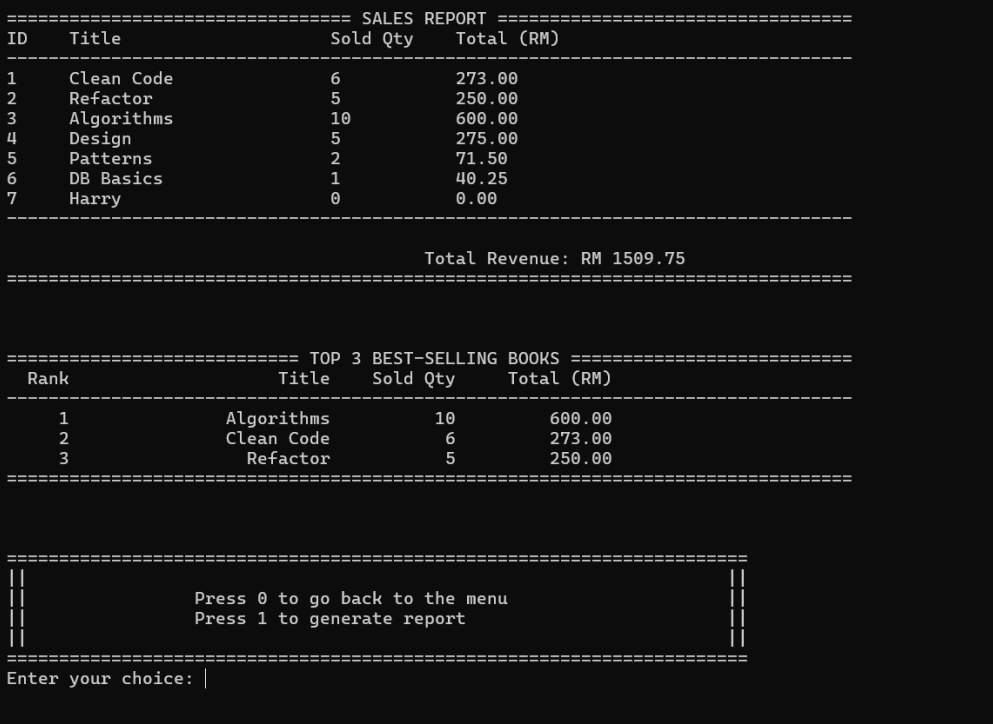 ================================= SALES REPORT ==================================
ID    Title                    Sold Qty    Total (RM)
---------------------------------------------------------------------------------
1     Clean Code               6           273.00
2     Refactor                 5           250.00
3     Algorithms               10          600.00
4     Design                   5           275.00
5     Patterns                 2           71.50
6     DB Basics                1           40.25
7     Harry                    0           0.00
---------------------------------------------------------------------------------
                                        Total Revenue: RM 1509.75
=================================================================================
============================ TOP 3 BEST-SELLING BOOKS ===========================
  Rank                    Title    Sold Qty     Total (RM)
---------------------------------------------------------------------------------
     1               Algorithms          10         600.00
     2               Clean Code           6         273.00
     3                 Refactor           5         250.00
=================================================================================
=======================================================================
||                                                                   ||
||                Press 0 to go back to the menu                     ||
||                Press 1 to generate report                         ||
||                                                                   ||
=======================================================================
Enter your choice: